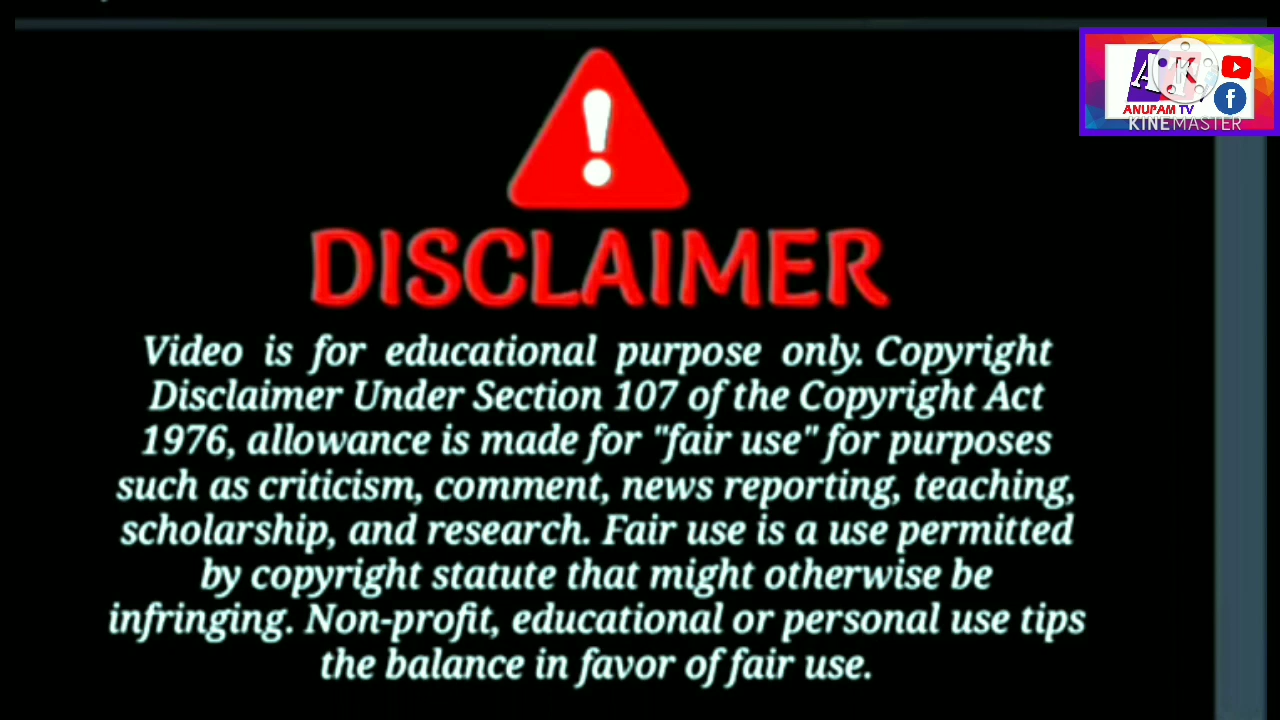 AK
ANUPAM TV
KINEMASTER
DISCLAIMER
Video is for educational purpose only. Copyright
Disclaimer Under Section 107 of the Copyright Act
1976, allowance is made for "fair use" for purposes
such as criticism, comment, news reporting, teaching,
scholarship, and research. Fair use is a use permitted
by copyright statute that might otherwise be
infringing. Non-profit, educational or personal use tips
the balance in favor of fair use.